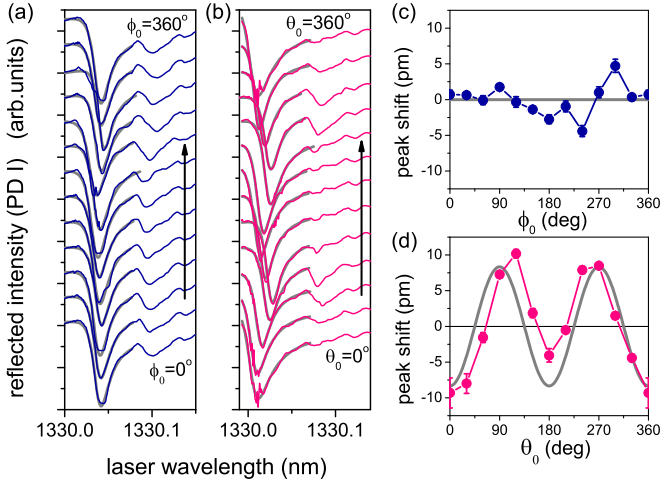 (a)
ϕ₀=360°
ϕ₀=0°
reflected intensity (PD I) (arb.units)
1330.0
1330.1
(b)
θ₀=360°
θ₀=0°
1330.0
1330.1
laser wavelength (nm)
(c)
peak shift (pm)
10
5
0
-5
-10
0
90
180
270
360
ϕ₀ (deg)
(d)
peak shift (pm)
10
5
0
-5
-10
0
90
180
270
360
θ₀ (deg)